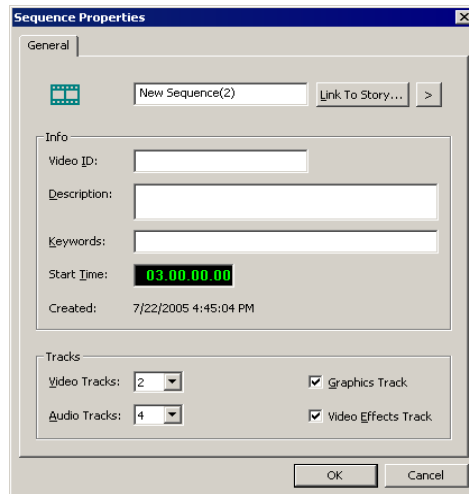 Sequence Properties
General
New Sequence(2)
Link To Story...
>
Info
Video ID:
Description:
Keywords:
Start Time: 03.00.00.00
Created: 7/22/2005 4:45:04 PM
Tracks
Video Tracks: 2
Graphics Track
Audio Tracks: 4
Video Effects Track
OK
Cancel